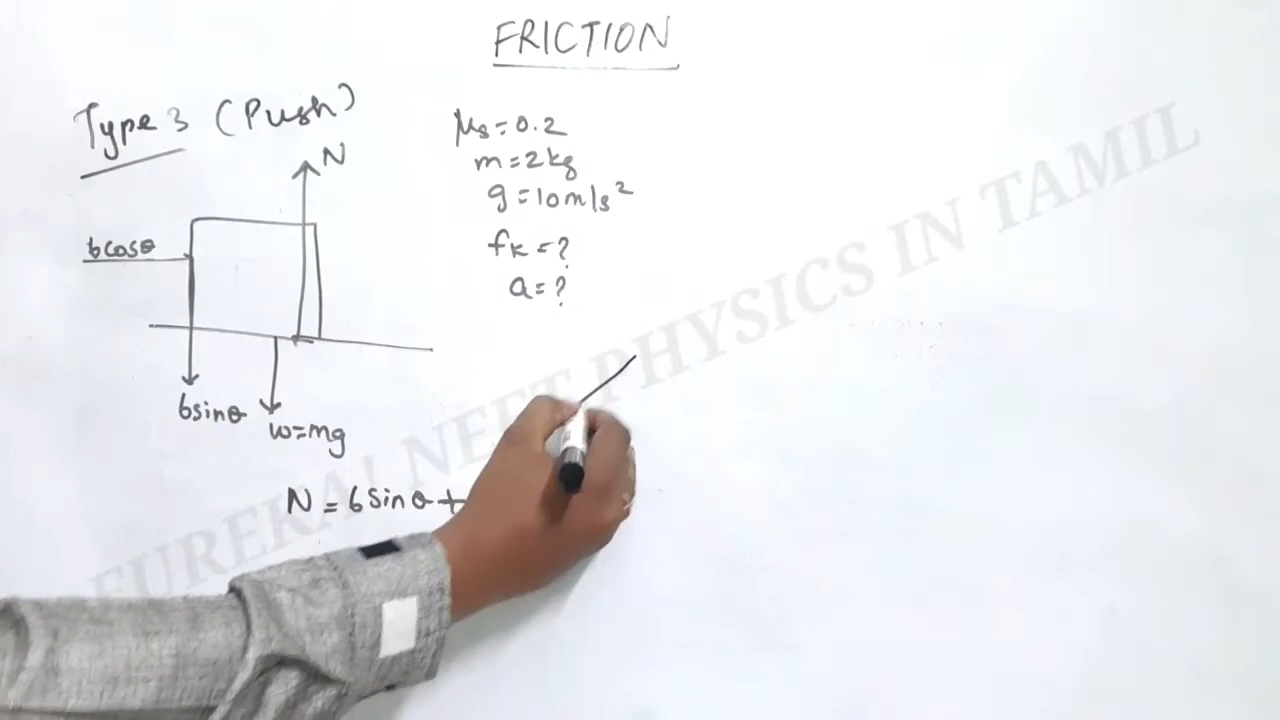 FRICTION
Type 3 (Push)
N
6cosθ
6sinθ
w=mg
μs=0.2
m=2kg
g=10m/s²
fk=?
a=?
N=6sinθ+
EUREKA! NEET PHYSICS IN TAMIL